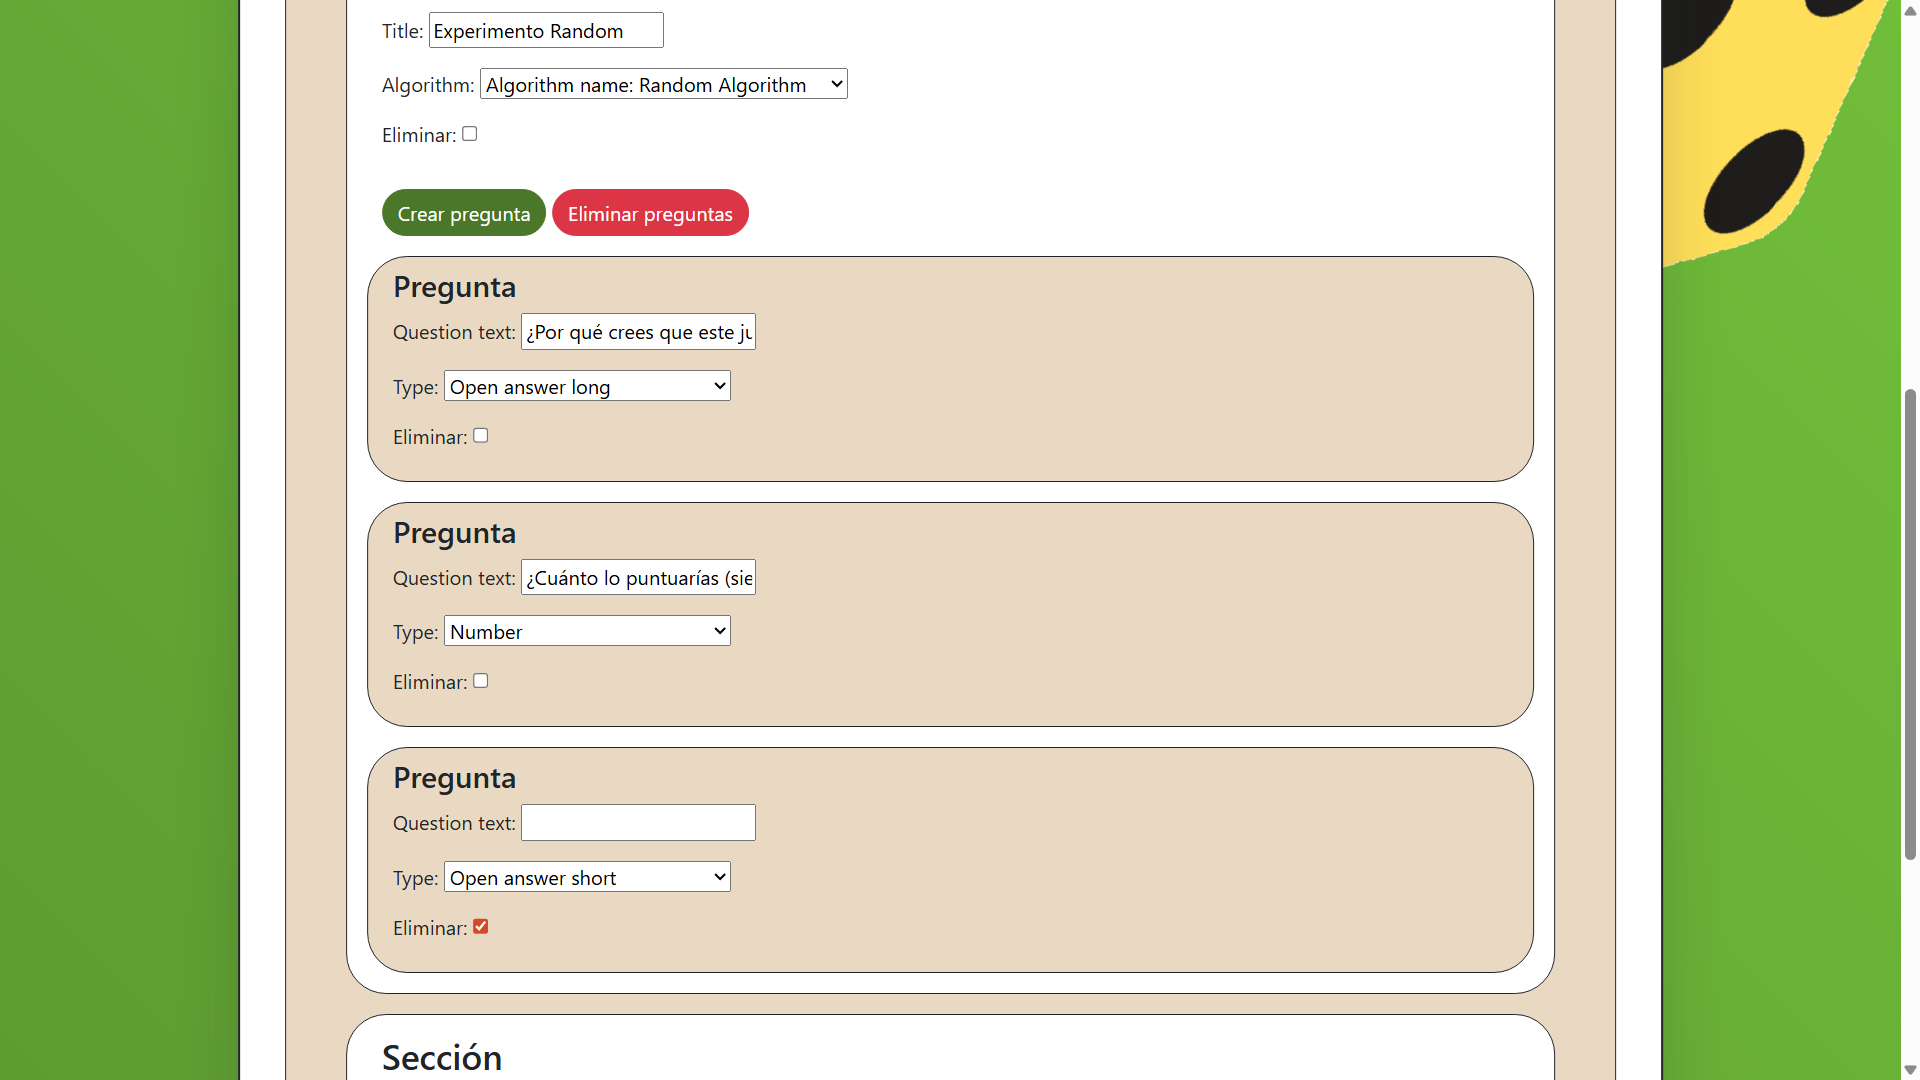 Title: Experimento Random
Algorithm: Algorithm name: Random Algorithm
Eliminar:
Crear pregunta Eliminar preguntas
Pregunta
Question text: ¿Por qué crees que este ju
Type: Open answer long
Eliminar:
Pregunta
Question text: ¿Cuánto lo puntuarías (sie
Type: Number
Eliminar:
Pregunta
Question text:
Type: Open answer short
Eliminar:
Sección